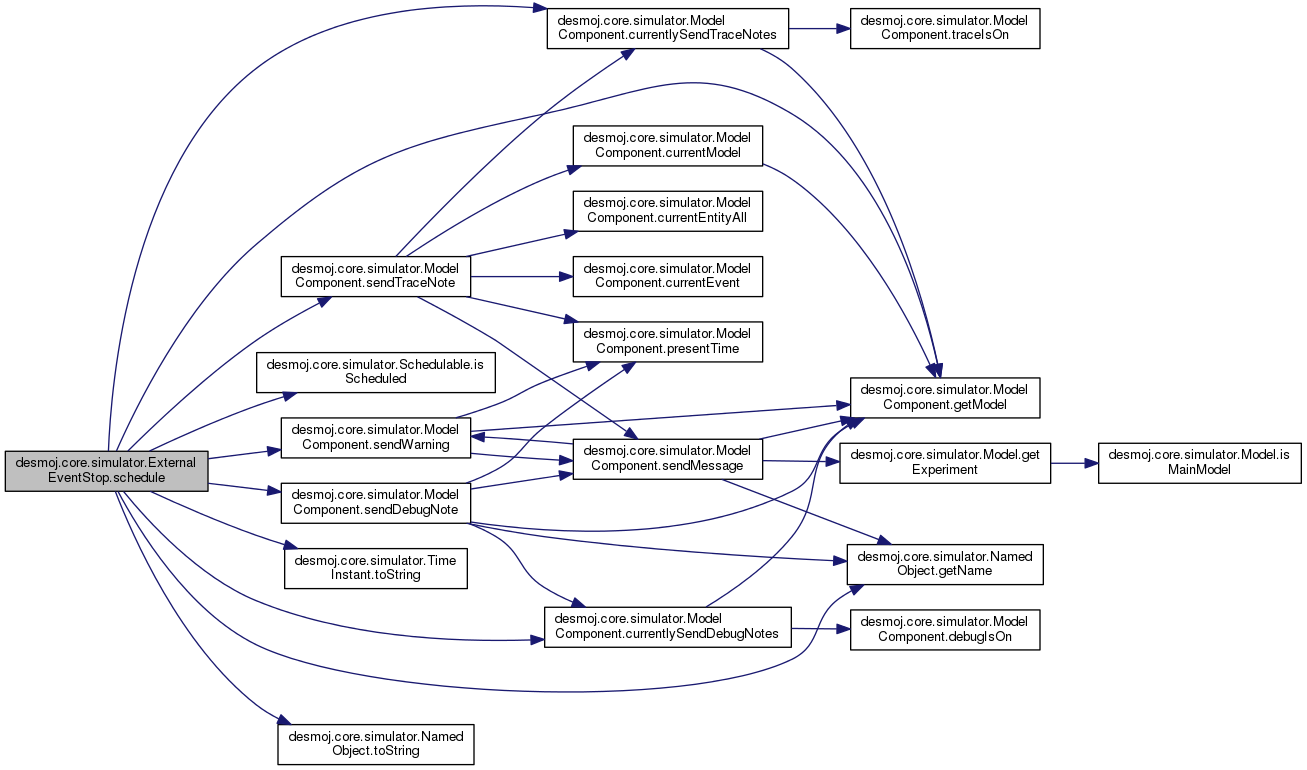 desmoj.core.simulator.Model
Component.currentlySendTraceNotes
desmoj.core.simulator.Model
Component.traceIsOn
desmoj.core.simulator.Model
Component.currentModel
desmoj.core.simulator.Model
Component.currentEntityAll
desmoj.core.simulator.Model
Component.sendTraceNote
desmoj.core.simulator.Model
Component.currentEvent
desmoj.core.simulator.Model
Component.presentTime
desmoj.core.simulator.Schedulable.is
Scheduled
desmoj.core.simulator.Model
Component.getModel
desmoj.core.simulator.Model
Component.sendWarning
desmoj.core.simulator.Model
Component.sendMessage
desmoj.core.simulator.Model.get
Experiment
desmoj.core.simulator.Model.is
MainModel
desmoj.core.simulator.External
EventStop.schedule
desmoj.core.simulator.Model
Component.sendDebugNote
desmoj.core.simulator.Time
Instant.toString
desmoj.core.simulator.Named
Object.getName
desmoj.core.simulator.Model
Component.currentlySendDebugNotes
desmoj.core.simulator.Model
Component.debugIsOn
desmoj.core.simulator.Named
Object.toString